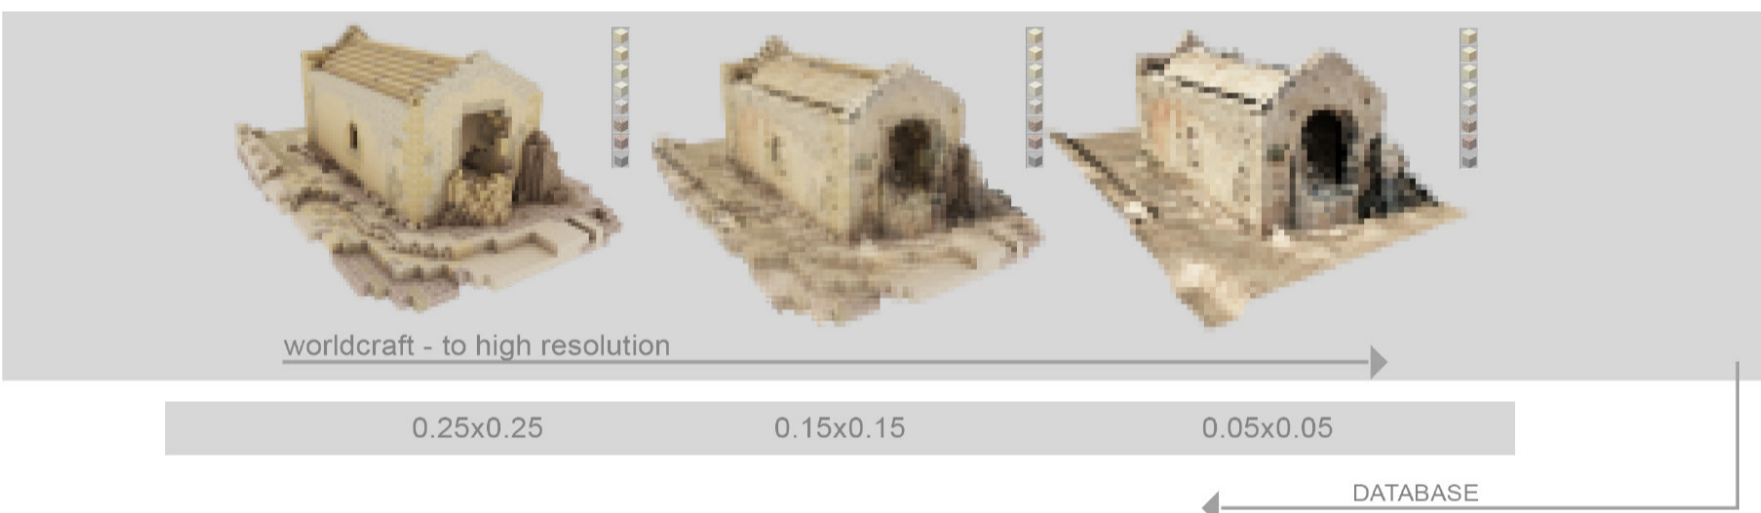 worldcraft - to high resolution
0.25x0.25 0.15x0.15 0.05x0.05
DATABASE